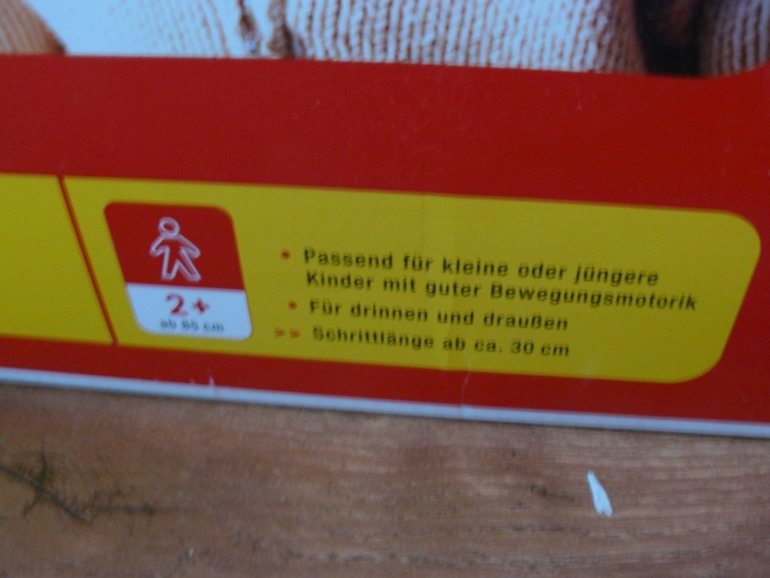 2+
ab 85 cm
• Passend für kleine oder jüngere
Kinder mit guter Bewegungsmotorik
• Für drinnen und draußen
>> Schrittlänge ab ca. 30 cm